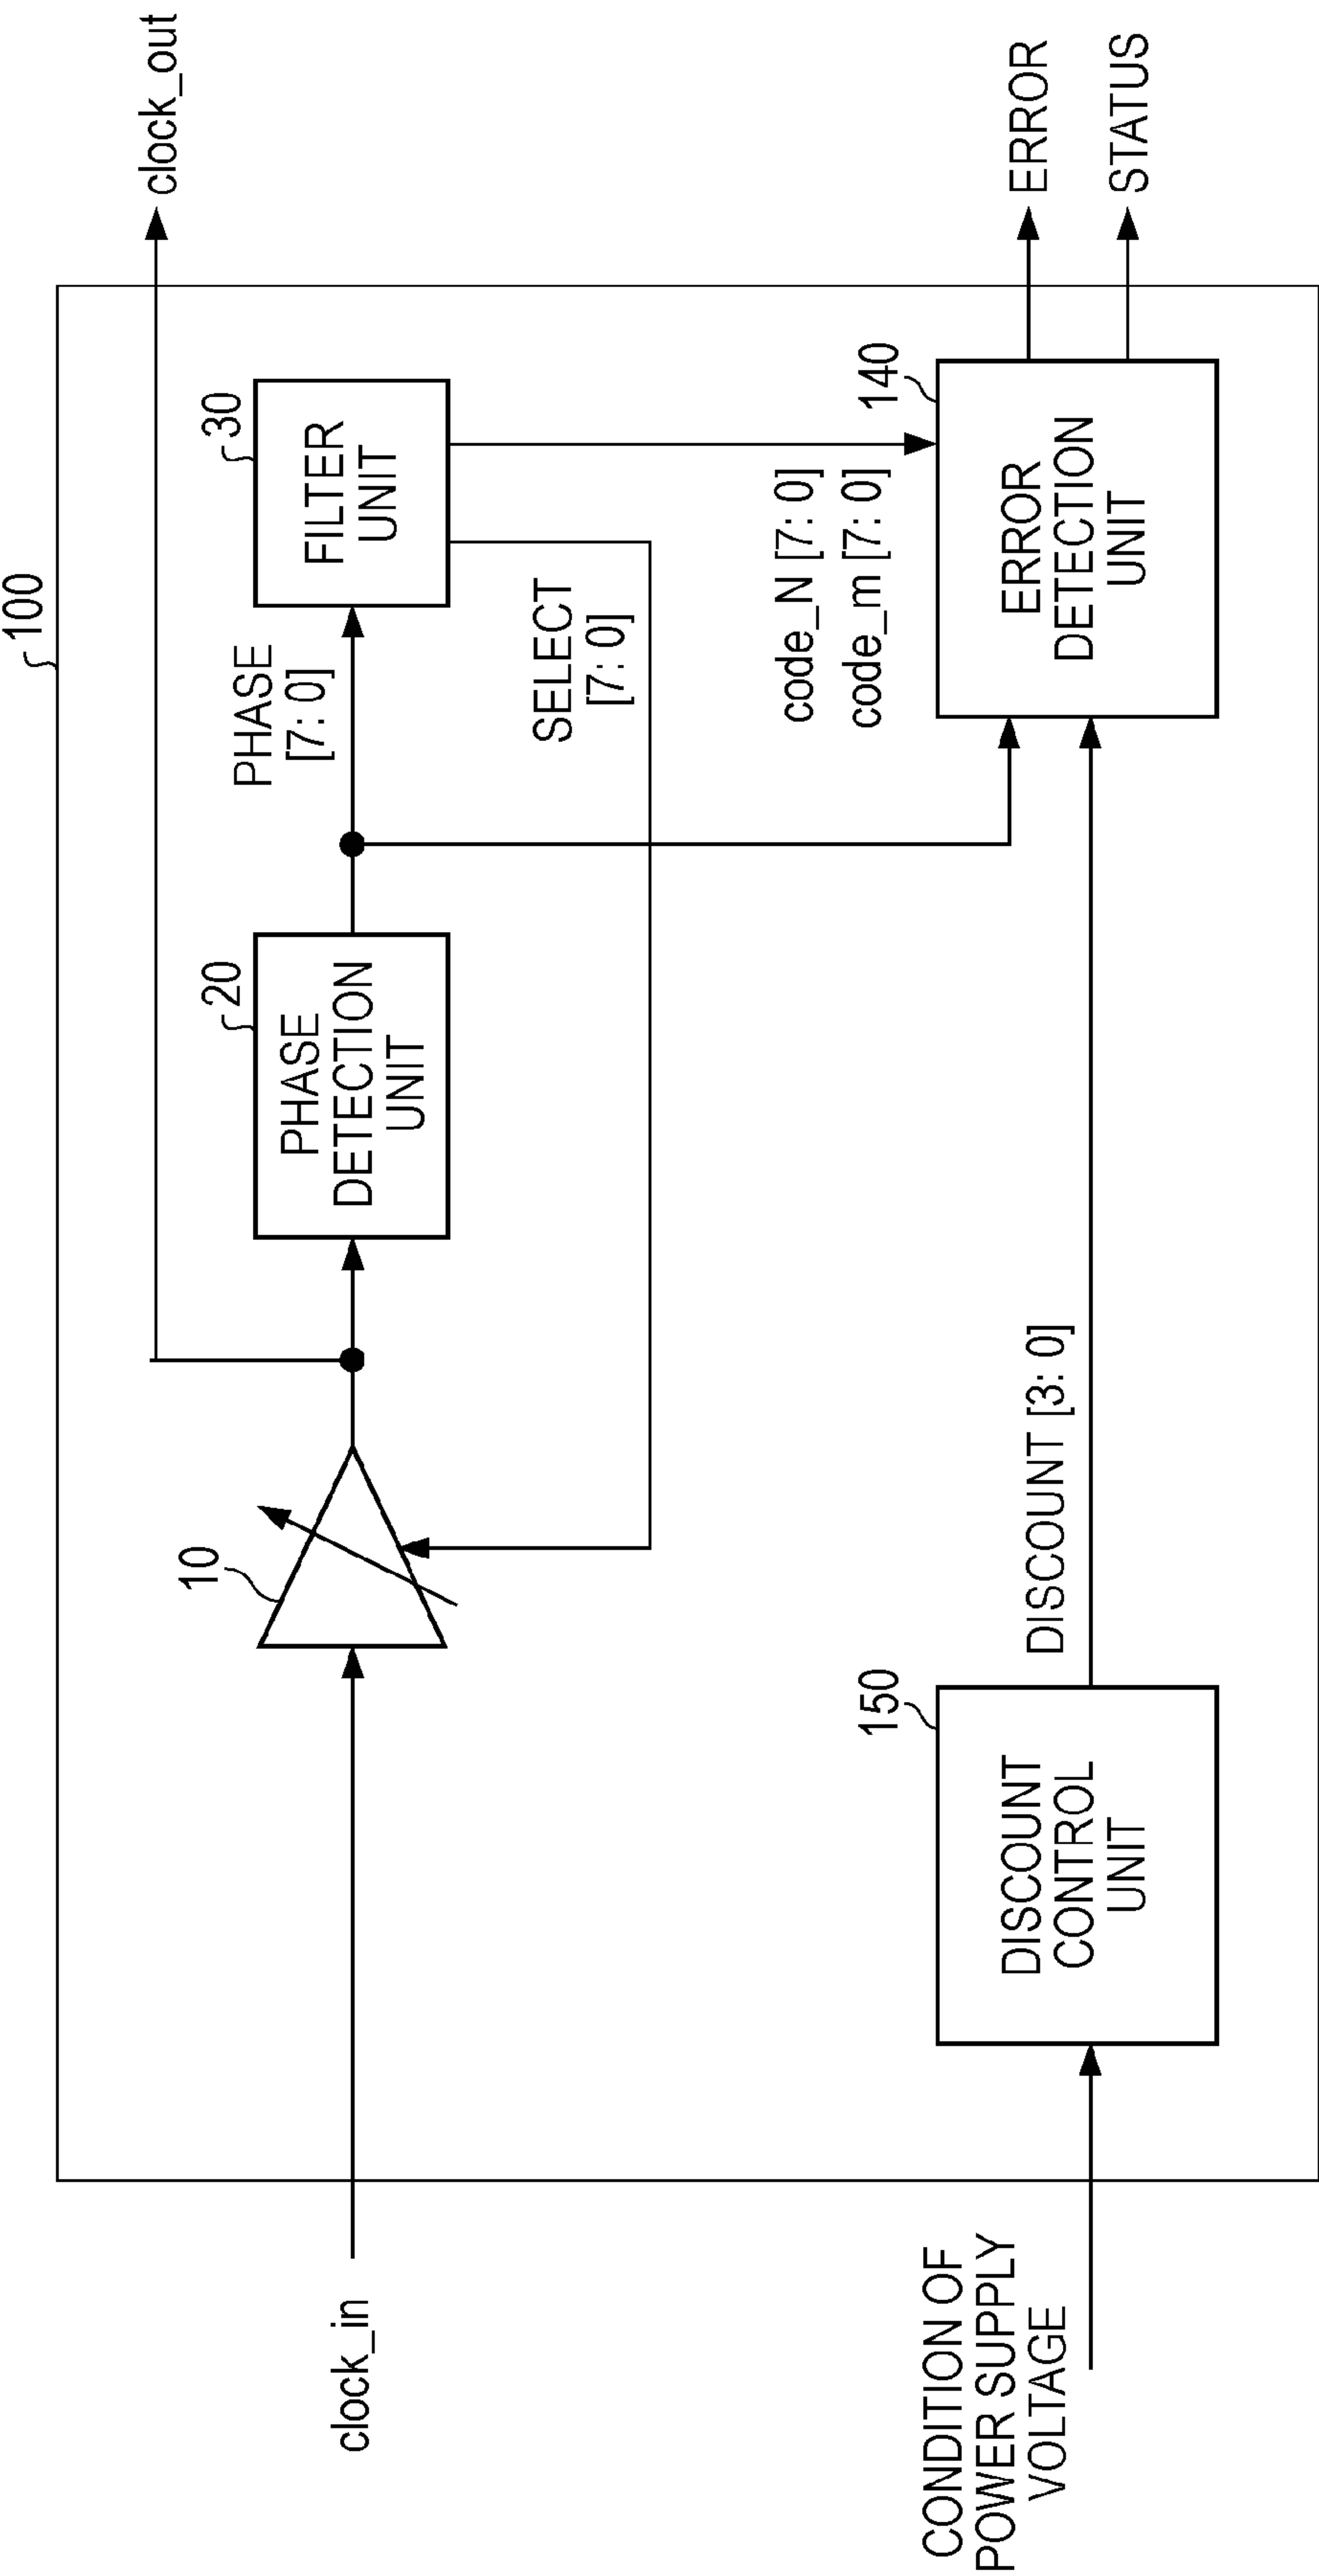 100
clock_out
10
20
30
PHASE
DETECTION
UNIT
PHASE
[7: 0]
FILTER
UNIT
clock_in
SELECT
[7: 0]
code_N [7: 0]
code_m [7: 0]
150
140
CONDITION OF
POWER SUPPLY
VOLTAGE
DISCOUNT
CONTROL
UNIT
DISCOUNT [3: 0]
ERROR
DETECTION
UNIT
ERROR
STATUS